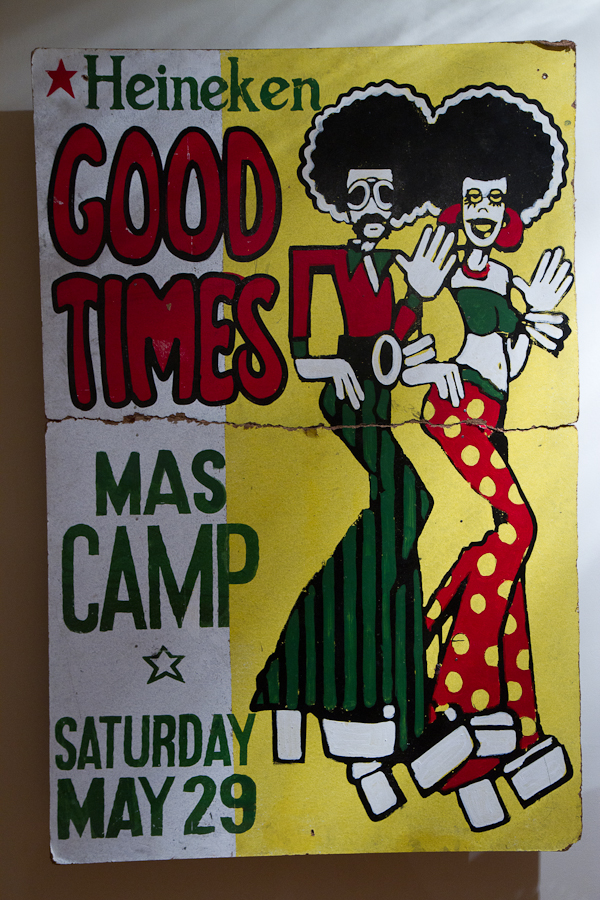 Heineken
GOOD
TIMES
MAS
CAMP
SATURDAY
MAY 29